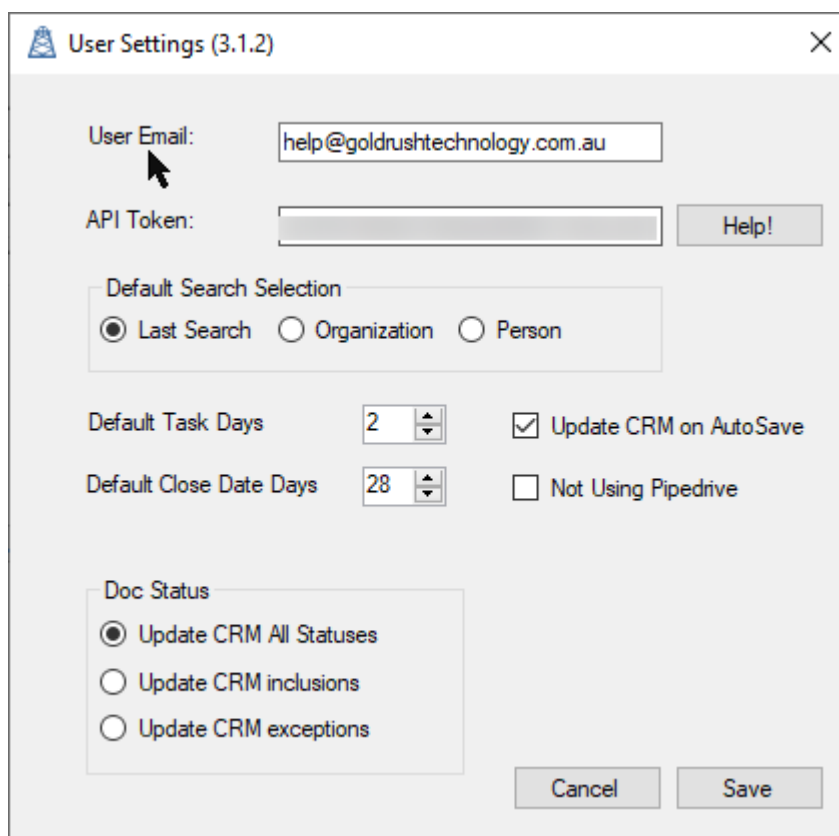 User Settings (3.1.2)
User Email: help@goldrushtechnology.com.au
API Token: Help!
Default Search Selection
Last Search Organization Person
Default Task Days 2 Update CRM on AutoSave
Default Close Date Days 28 Not Using Pipedrive
Doc Status
Update CRM All Statuses
Update CRM inclusions
Update CRM exceptions
Cancel Save